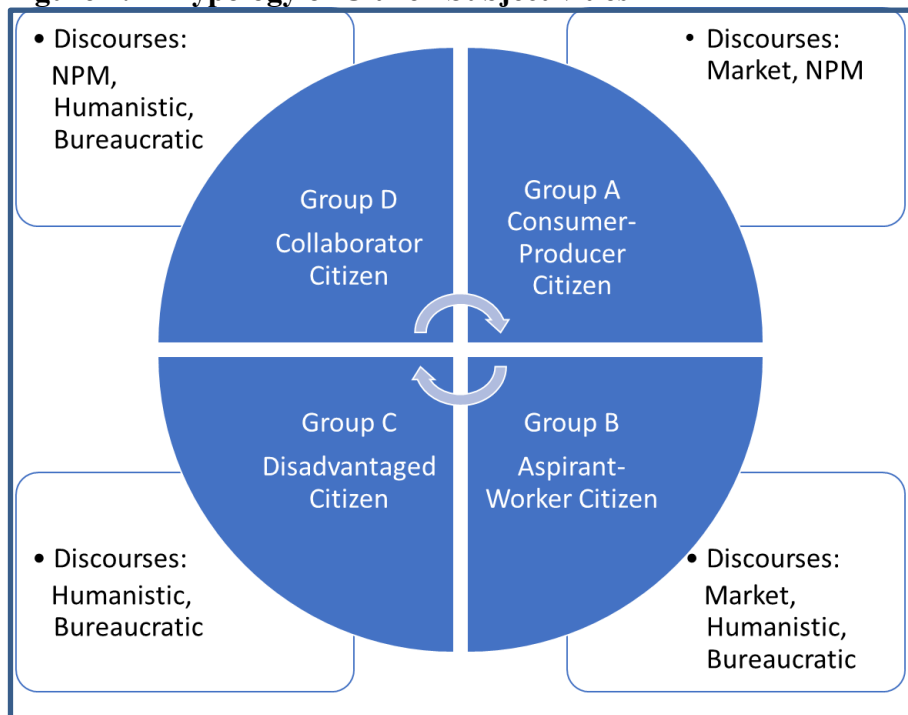 • Discourses:
NPM,
Humanistic,
Bureaucratic
• Discourses:
Market, NPM
Group D
Collaborator
Citizen
Group A
Consumer-
Producer
Citizen
Group C
Disadvantaged
Citizen
Group B
Aspirant-
Worker Citizen
• Discourses:
Humanistic,
Bureaucratic
• Discourses:
Market,
Humanistic,
Bureaucratic